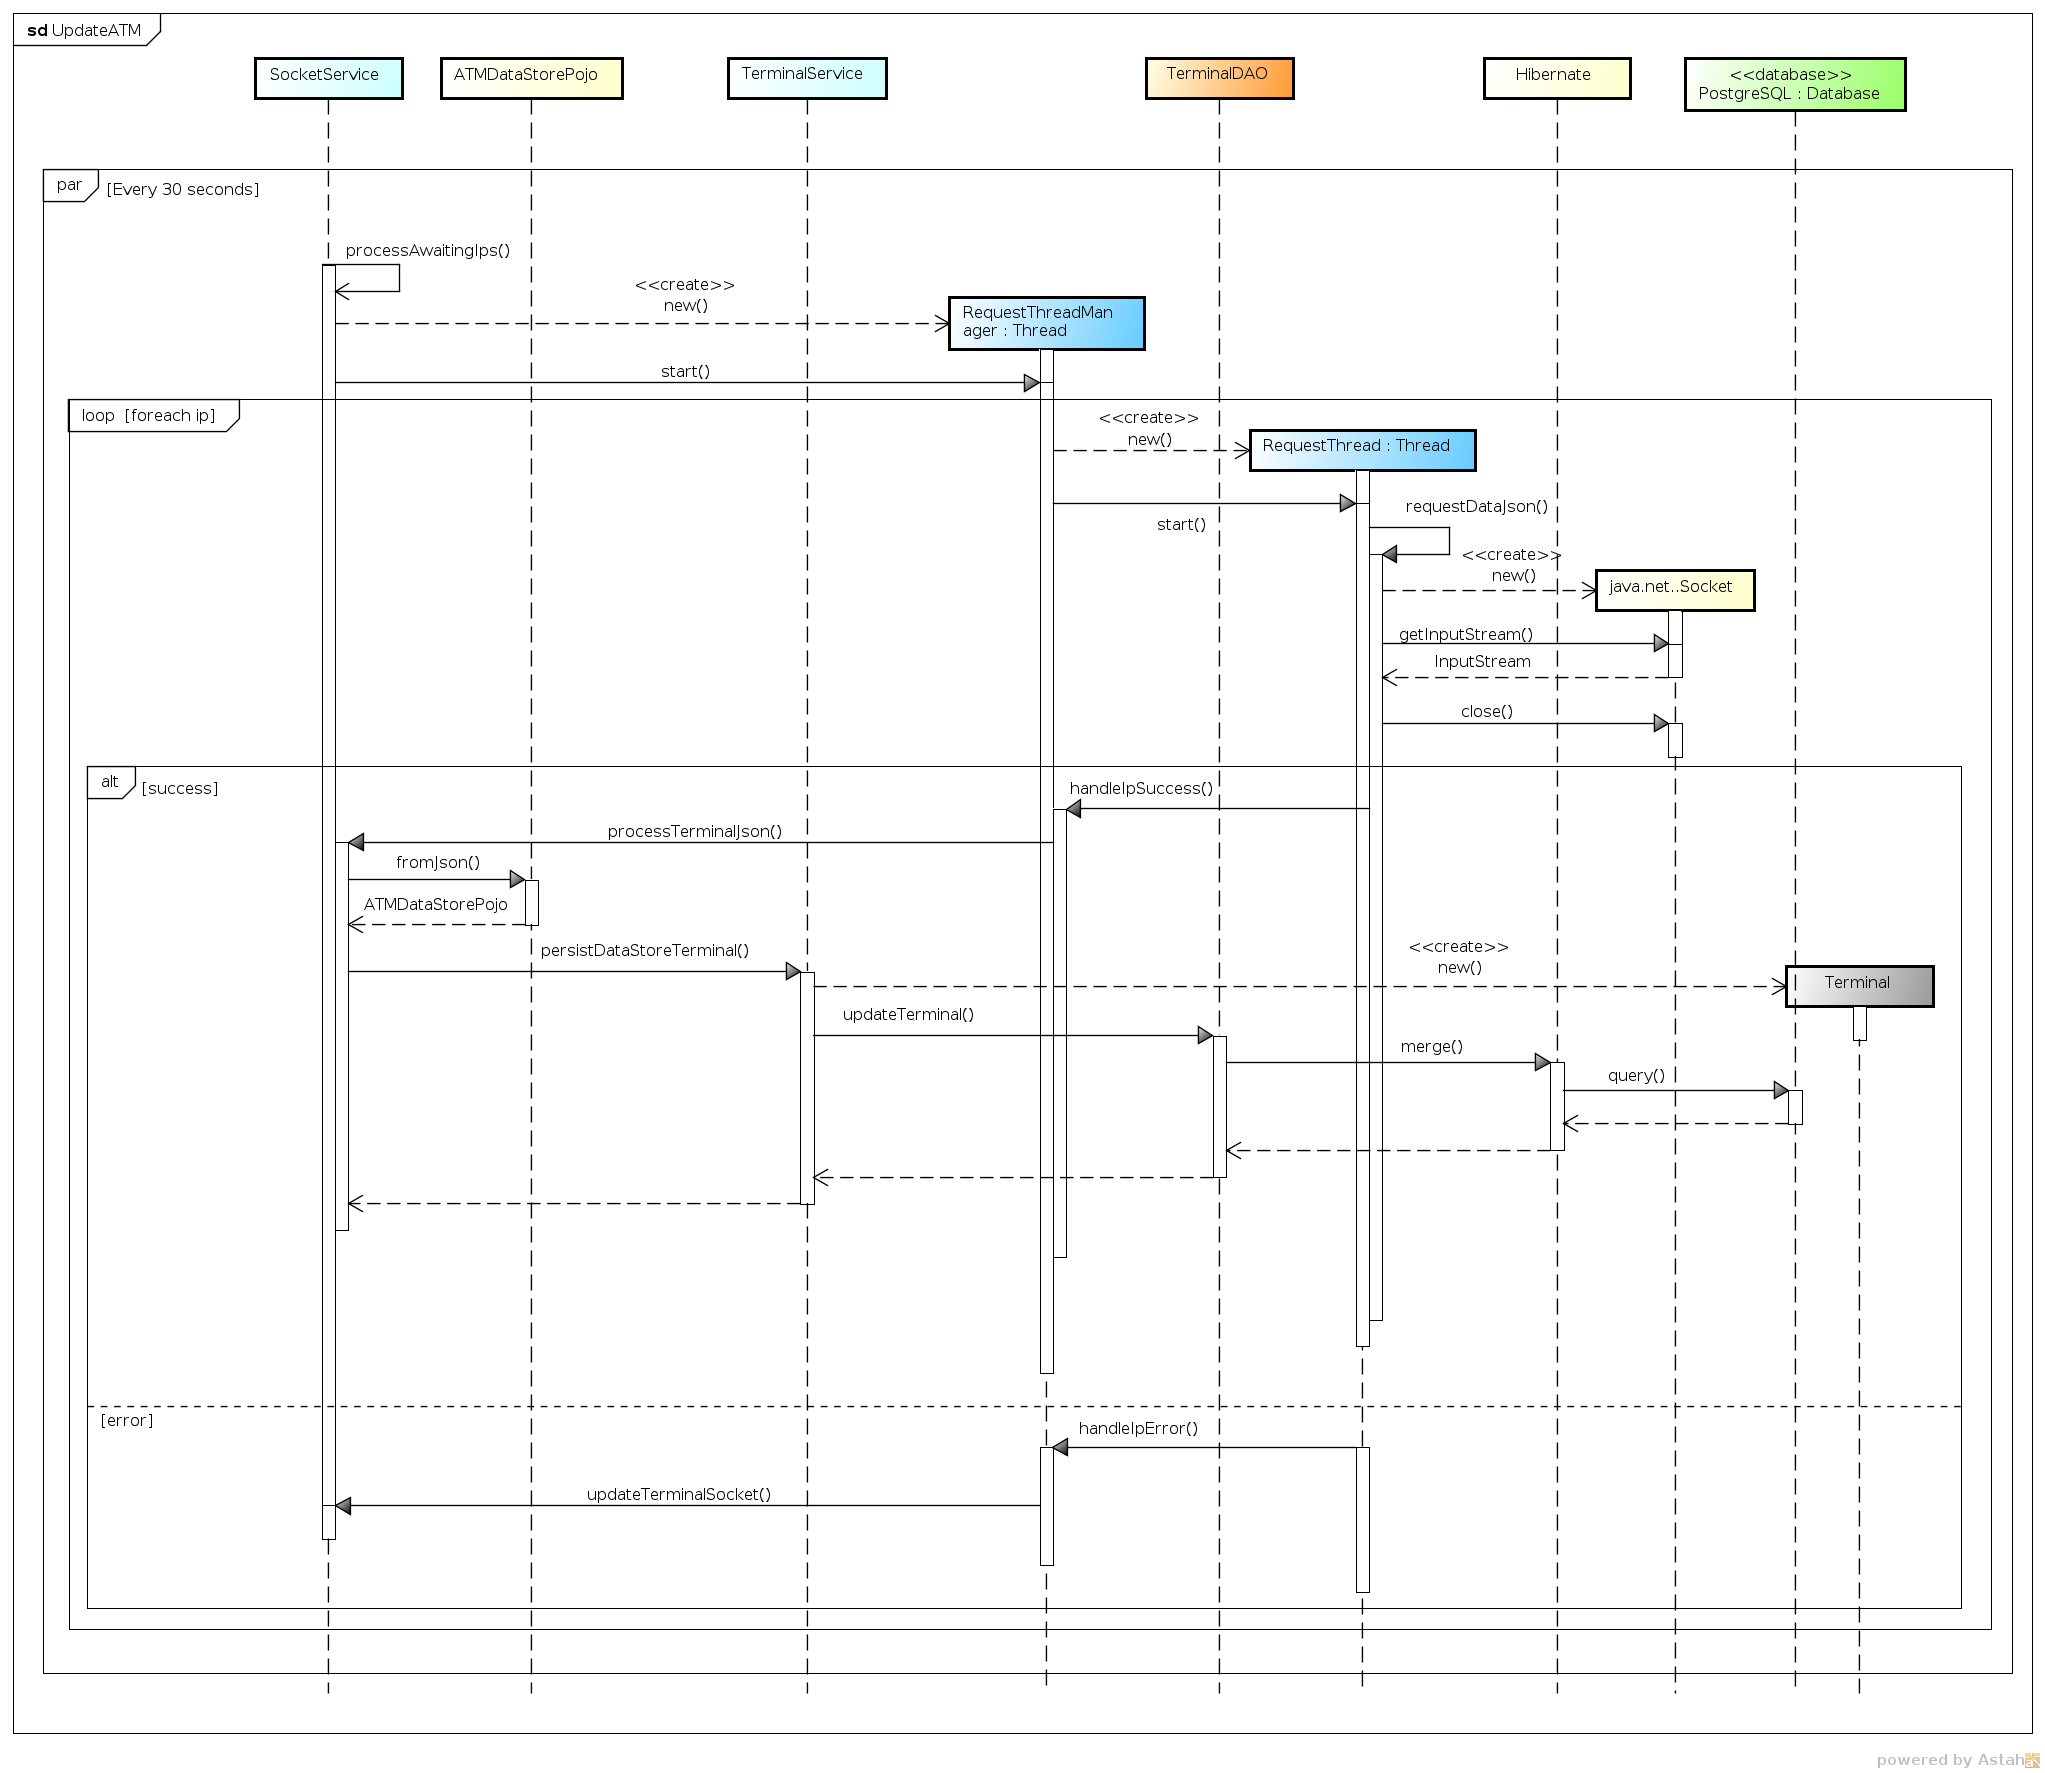 sd UpdateATM
SocketService
ATMDataStorePojo
TerminalService
TerminalDAO
Hibernate
<<database>>
PostgreSQL : Database
par
[Every 30 seconds]
processAwaitingIps()
<<create>>
new()
RequestThreadMan
ager : Thread
start()
loop [foreach ip]
<<create>>
new()
RequestThread : Thread
start()
requestDataJson()
<<create>>
new()
java.net..Socket
getInputStream()
InputStream
close()
alt
[success]
handleIpSuccess()
processTerminalJson()
fromJson()
ATMDataStorePojo
persistDataStoreTerminal()
<<create>>
new()
Terminal
updateTerminal()
merge()
query()
[error]
handleIpError()
updateTerminalSocket()
powered by Astah